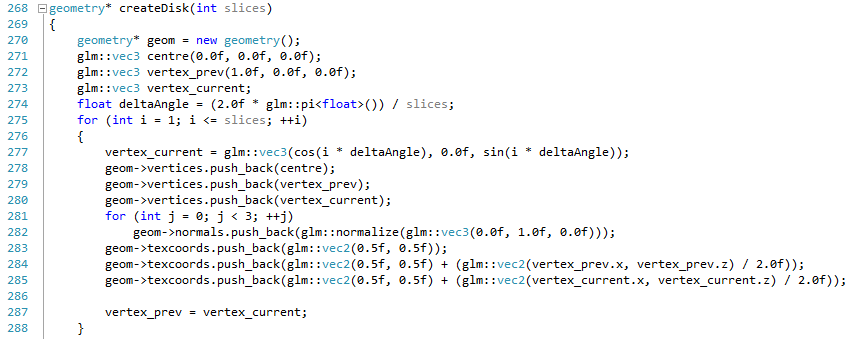 268 geometry* createDisk(int slices)
269 {
270     geometry* geom = new geometry();
271     glm::vec3 centre(0.0f, 0.0f, 0.0f);
272     glm::vec3 vertex_prev(1.0f, 0.0f, 0.0f);
273     glm::vec3 vertex_current;
274     float deltaAngle = (2.0f * glm::pi<float>()) / slices;
275     for (int i = 1; i <= slices; ++i)
276     {
277         vertex_current = glm::vec3(cos(i * deltaAngle), 0.0f, sin(i * deltaAngle));
278         geom->vertices.push_back(centre);
279         geom->vertices.push_back(vertex_prev);
280         geom->vertices.push_back(vertex_current);
281         for (int j = 0; j < 3; ++j)
282             geom->normals.push_back(glm::normalize(glm::vec3(0.0f, 1.0f, 0.0f)));
283         geom->texcoords.push_back(glm::vec2(0.5f, 0.5f));
284         geom->texcoords.push_back(glm::vec2(0.5f, 0.5f) + (glm::vec2(vertex_prev.x, vertex_prev.z) / 2.0f));
285         geom->texcoords.push_back(glm::vec2(0.5f, 0.5f) + (glm::vec2(vertex_current.x, vertex_current.z) / 2.0f));
286
287         vertex_prev = vertex_current;
288     }